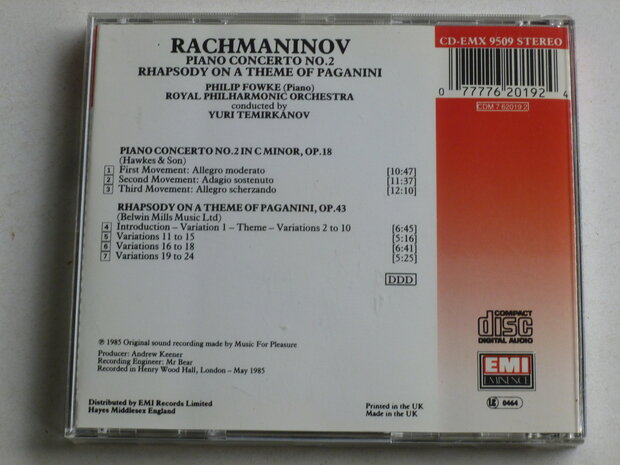 RACHMANINOV
PIANO CONCERTO NO.2
RHAPSODY ON A THEME OF PAGANINI
PHILIP FOWKE (Piano)
ROYAL PHILHARMONIC ORCHESTRA
conducted by
YURI TEMIRKANOV
CD-EMX 9509 STEREO
0 77776 20192 4
CDM 7 62019 2
PIANO CONCERTO NO.2 IN C MINOR, OP.18
(Hawkes & Son)
1 First Movement: Allegro moderato [10:47]
2 Second Movement: Adagio sostenuto [11:37]
3 Third Movement: Allegro scherzando [12:10]
RHAPSODY ON A THEME OF PAGANINI, OP.43
(Belwin Mills Music Ltd)
4 Introduction – Variation 1 – Theme – Variations 2 to 10 [6:45]
5 Variations 11 to 15 [5:16]
6 Variations 16 to 18 [6:41]
7 Variations 19 to 24 [5:25]
DDD
℗ 1985 Original sound recording made by Music For Pleasure
Producer: Andrew Keener
Recording Engineer: Mr Bear
Recorded in Henry Wood Hall, London – May 1985
Distributed by EMI Records Limited
Hayes Middlesex England
Printed in the UK
Made in the UK
COMPACT
disc
DIGITAL AUDIO
EMI
EMINENCE
LC 0464